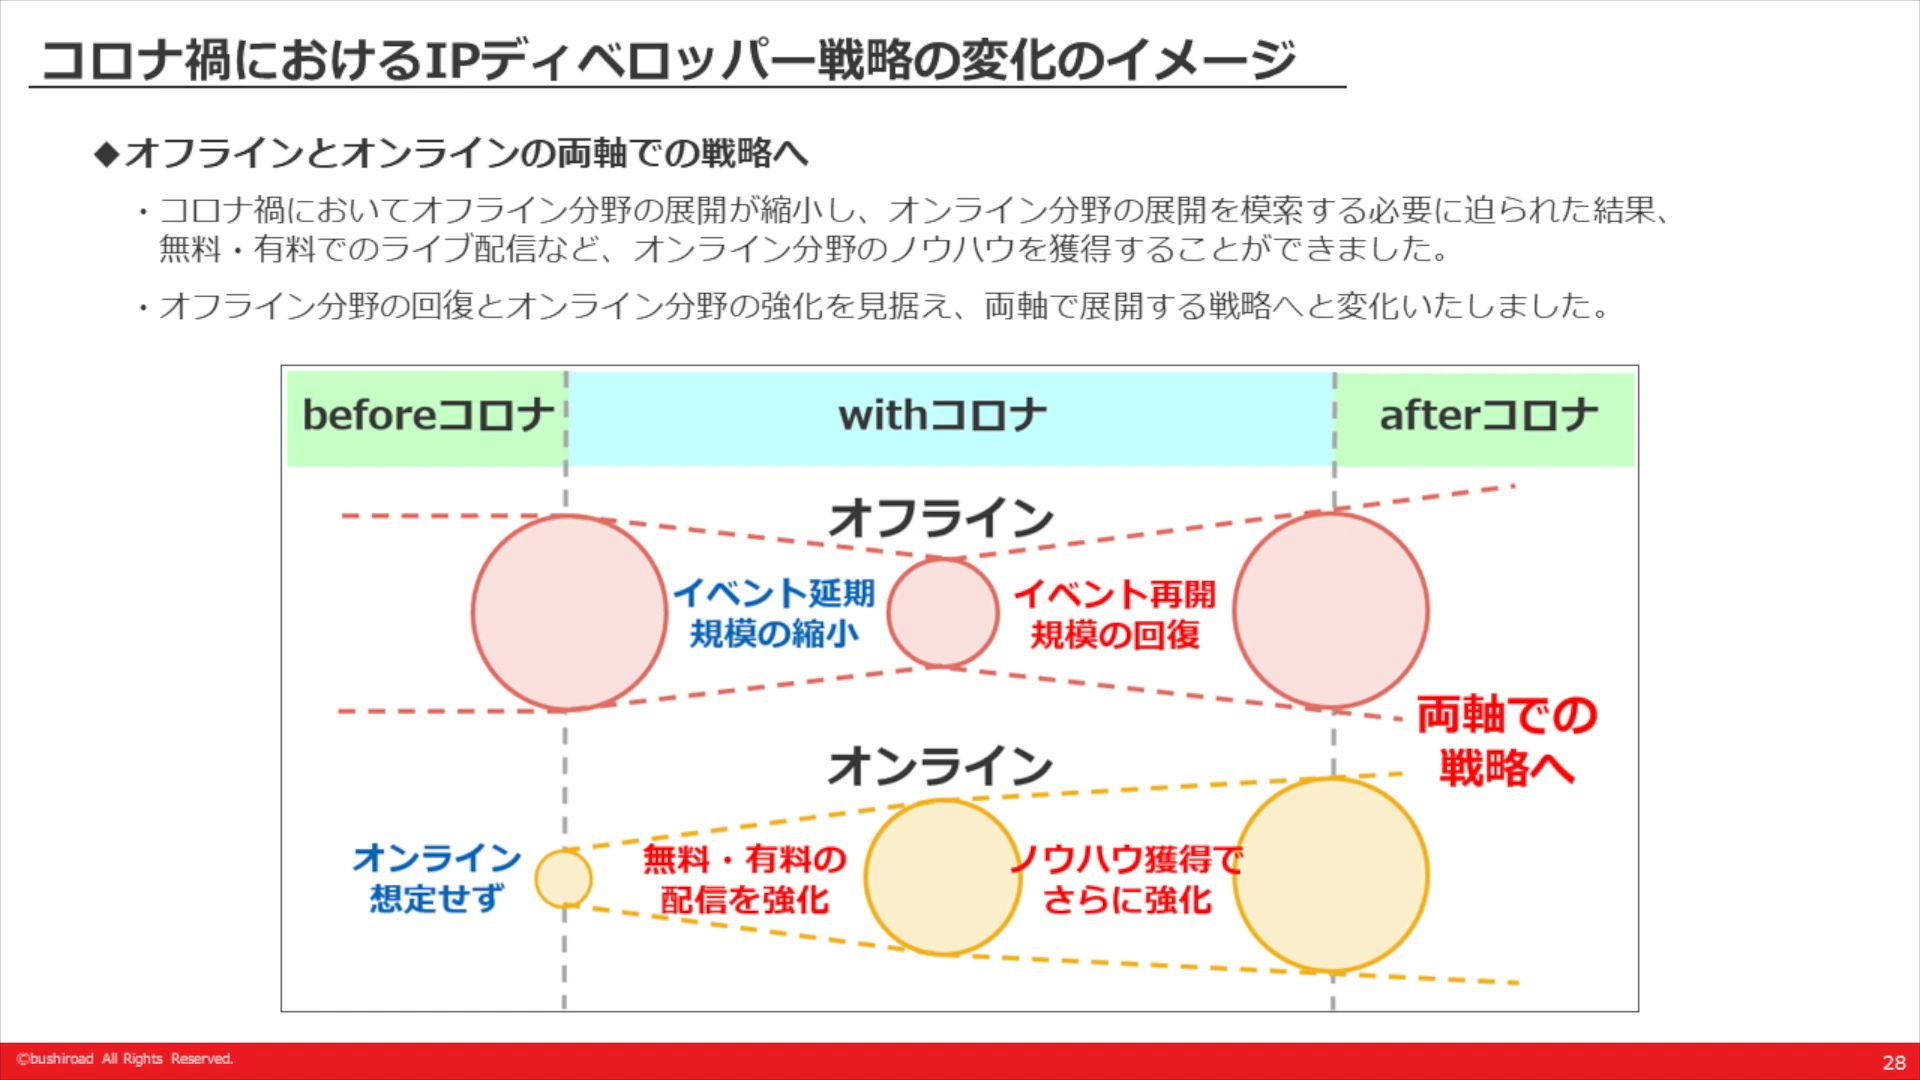 コロナ禍におけるIPディベロッパー戦略の変化のイメージ
◆オフラインとオンラインの両軸での戦略へ
・コロナ禍においてオフライン分野の展開が縮小し、オンライン分野の展開を模索する必要に迫られた結果、
無料・有料でのライブ配信など、オンライン分野のノウハウを獲得することができました。
・オフライン分野の回復とオンライン分野の強化を見据え、両軸で展開する戦略へと変化いたしました。
beforeコロナ
withコロナ
afterコロナ
オフライン
イベント延期
規模の縮小
イベント再開
規模の回復
両軸での
戦略へ
オンライン
オンライン
想定せず
無料・有料の
配信を強化
ノウハウ獲得で
さらに強化
©bushiroad All Rights Reserved.
28